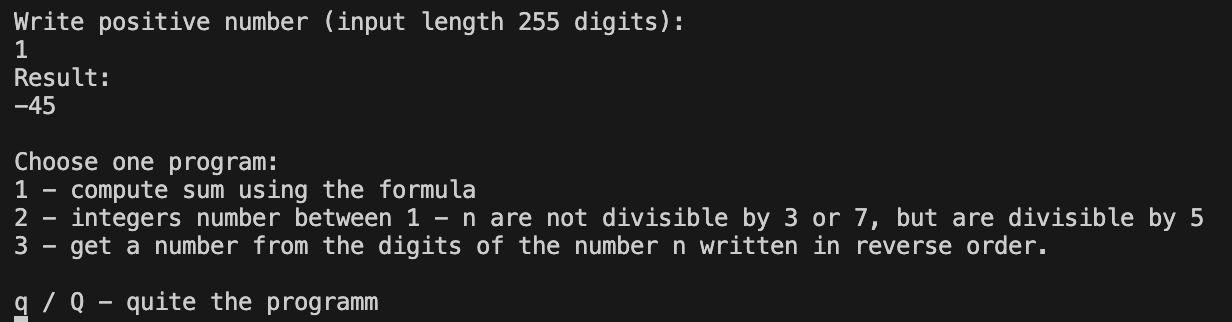 Write positive number (input length 255 digits):
1
Result:
-45
Choose one program:
1 - compute sum using the formula
2 - integers number between 1 - n are not divisible by 3 or 7, but are divisible by 5
3 - get a number from the digits of the number n written in reverse order.
q / Q - quite the programm